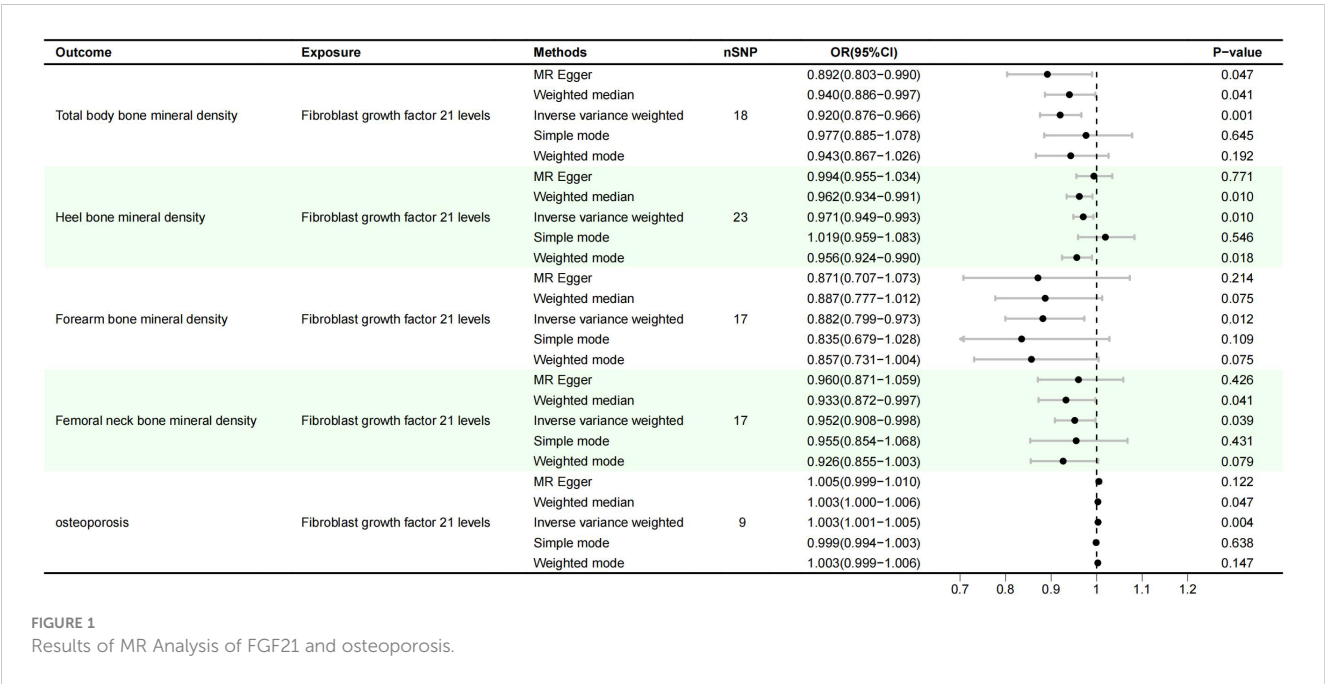 Outcome Exposure Methods nSNP OR(95%CI) P−value
MR Egger 0.892(0.803−0.990) 0.047
Weighted median 0.940(0.886−0.997) 0.041
Total body bone mineral density Fibroblast growth factor 21 levels Inverse variance weighted 18 0.920(0.876−0.966) 0.001
Simple mode 0.977(0.885−1.078) 0.645
Weighted mode 0.943(0.867−1.026) 0.192
MR Egger 0.994(0.955−1.034) 0.771
Weighted median 0.962(0.934−0.991) 0.010
Heel bone mineral density Fibroblast growth factor 21 levels Inverse variance weighted 23 0.971(0.949−0.993) 0.010
Simple mode 1.019(0.959−1.083) 0.546
Weighted mode 0.956(0.924−0.990) 0.018
MR Egger 0.871(0.707−1.073) 0.214
Weighted median 0.887(0.777−1.012) 0.075
Forearm bone mineral density Fibroblast growth factor 21 levels Inverse variance weighted 17 0.882(0.799−0.973) 0.012
Simple mode 0.835(0.679−1.028) 0.109
Weighted mode 0.857(0.731−1.004) 0.075
MR Egger 0.960(0.871−1.059) 0.426
Weighted median 0.933(0.872−0.997) 0.041
Femoral neck bone mineral density Fibroblast growth factor 21 levels Inverse variance weighted 17 0.952(0.908−0.998) 0.039
Simple mode 0.955(0.854−1.068) 0.431
Weighted mode 0.926(0.855−1.003) 0.079
MR Egger 1.005(0.999−1.010) 0.122
Weighted median 1.003(1.000−1.006) 0.047
osteoporosis Fibroblast growth factor 21 levels Inverse variance weighted 9 1.003(1.001−1.005) 0.004
Simple mode 0.999(0.994−1.003) 0.638
Weighted mode 1.003(0.999−1.006) 0.147
0.7 0.8 0.9 1 1.1 1.2
FIGURE 1
Results of MR Analysis of FGF21 and osteoporosis.